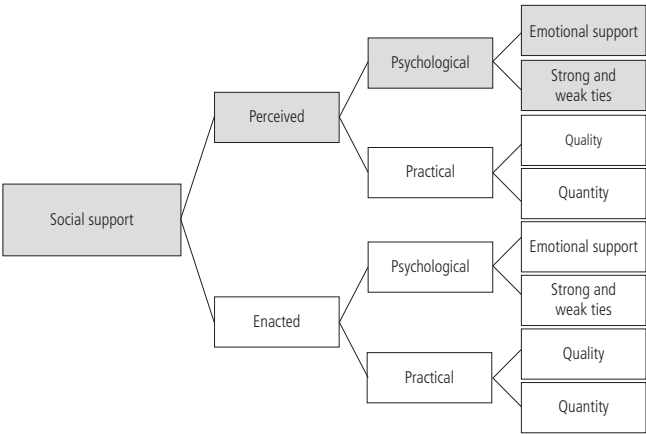 Emotional support
Psychological
Strong and
weak ties
Perceived
Quality
Practical
Quantity
Social support
Emotional support
Psychological
Strong and
weak ties
Enacted
Quality
Practical
Quantity